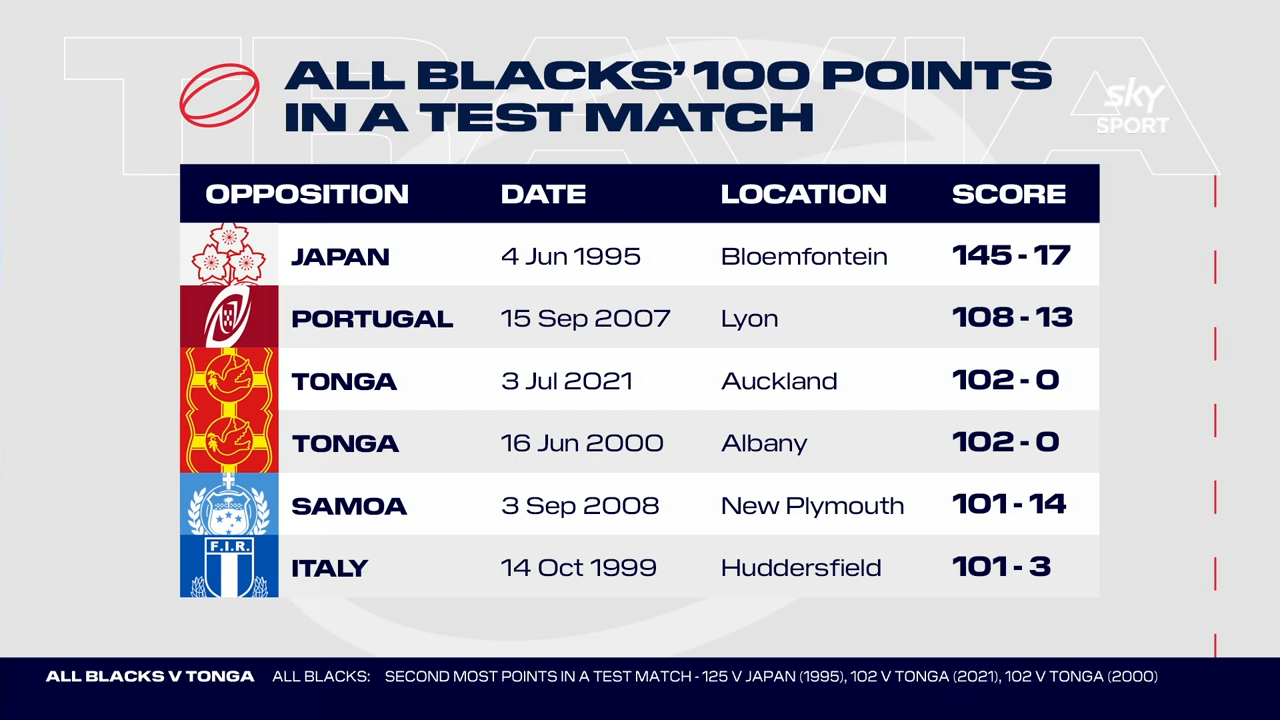 TRAVIA
ALL BLACKS' 100 POINTS
IN A TEST MATCH
sky
SPORT
OPPOSITION DATE LOCATION SCORE
JAPAN 4 Jun 1995 Bloemfontein 145 - 17
PORTUGAL 15 Sep 2007 Lyon 108 - 13
TONGA 3 Jul 2021 Auckland 102 - 0
TONGA 16 Jun 2000 Albany 102 - 0
SAMOA 3 Sep 2008 New Plymouth 101 - 14
F.I.R.
ITALY 14 Oct 1999 Huddersfield 101 - 3
ALL BLACKS V TONGA ALL BLACKS: SECOND MOST POINTS IN A TEST MATCH - 125 V JAPAN (1995), 102 V TONGA (2021), 102 V TONGA (2000)